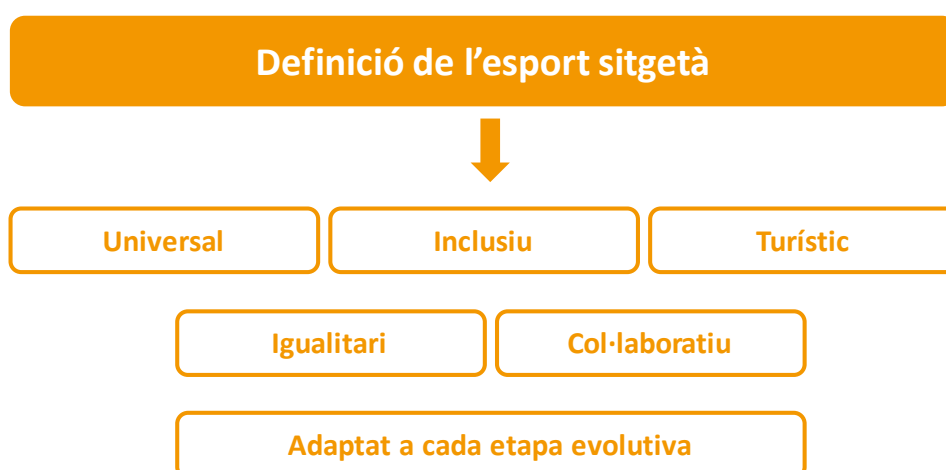 Definició de l’esport sitgetà
Universal
Inclusiu
Turístic
Igualitari
Col·laboratiu
Adaptat a cada etapa evolutiva